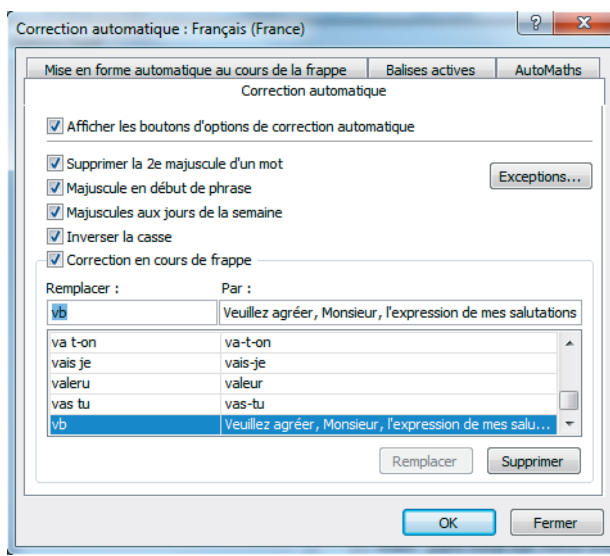 Correction automatique : Français (France)
Mise en forme automatique au cours de la frappe Balises actives AutoMaths
Correction automatique
Afficher les boutons d'options de correction automatique
Supprimer la 2e majuscule d'un mot
Exceptions...
Majuscule en début de phrase
Majuscules aux jours de la semaine
Inverser la casse
Correction en cours de frappe
Remplacer : Par :
vb Veuillez agréer, Monsieur, l'expression de mes salutations
va t-on va-t-on
vais je vais-je
valeru valeur
vas tu vas-tu
vb Veuillez agréer, Monsieur, l'expression de mes salu...
Remplacer Supprimer
OK Fermer